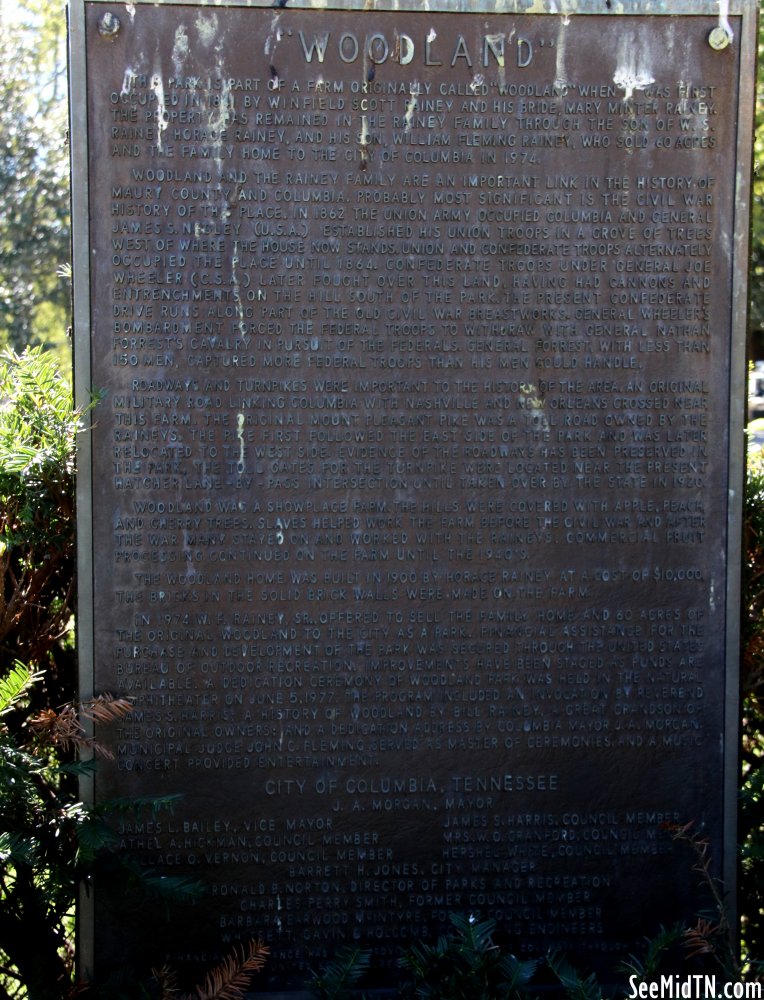 "WOODLAND"
THIS PARK IS PART OF A FARM ORIGINALLY CALLED "WOODLAND" WHEN IT WAS FIRST
OCCUPIED IN BY WINFIELD SCOTT RAINEY AND HIS BRIDE, MARY MINTER RAINEY.
THE PROPERTY HAS REMAINED IN THE RAINEY FAMILY THROUGH THE SON OF W. S.
RAINEY, HORACE RAINEY, AND HIS SON, WILLIAM FLEMING RAINEY, WHO SOLD 60 ACRES
AND THE FAMILY HOME TO THE CITY OF COLUMBIA IN 1974.
WOODLAND AND THE RAINEY FAMILY ARE AN IMPORTANT LINK IN THE HISTORY OF
MAURY COUNTY AND COLUMBIA. PROBABLY MOST SIGNIFICANT IS THE CIVIL WAR
HISTORY OF THE PLACE. IN 1862 THE UNION ARMY OCCUPIED COLUMBIA AND GENERAL
JAMES S. NEGLEY (U.S.A.) ESTABLISHED HIS UNION TROOPS IN A GROVE OF TREES
WEST OF WHERE THE HOUSE NOW STANDS. UNION AND CONFEDERATE TROOPS ALTERNATELY
OCCUPIED THE PLACE UNTIL 1864. CONFEDERATE TROOPS UNDER GENERAL JOE
WHEELER (C.S.A.) LATER FOUGHT OVER THIS LAND, HAVING HAD CANNONS AND
ENTRENCHMENTS ON THE HILL SOUTH OF THE PARK. THE PRESENT CONFEDERATE
DRIVE RUNS ALONG PART OF THE OLD CIVIL WAR BREASTWORKS. GENERAL WHEELER'S
BOMBARDMENT FORCED THE FEDERAL TROOPS TO WITHDRAW WITH GENERAL NATHAN
FORREST'S CAVALRY IN PURSUIT OF THE FEDERALS. GENERAL FORREST, WITH LESS THAN
150 MEN, CAPTURED MORE FEDERAL TROOPS THAN HIS MEN COULD HANDLE.
ROADWAYS AND TURNPIKES WERE IMPORTANT TO THE HISTORY OF THE AREA. AN ORIGINAL
MILITARY ROAD LINKING COLUMBIA WITH NASHVILLE AND NEW ORLEANS CROSSED NEAR
THIS FARM. THE ORIGINAL MOUNT PLEASANT PIKE WAS A TOLL ROAD OWNED BY THE
RAINEYS. THE PIKE FIRST FOLLOWED THE EAST SIDE OF THE PARK AND WAS LATER
RELOCATED TO THE WEST SIDE. EVIDENCE OF THE ROADWAYS HAS BEEN PRESERVED IN
THE PARK. THE TOLL GATES FOR THE TURNPIKE WERE LOCATED NEAR THE PRESENT
HATCHER LANE - BY - PASS INTERSECTION UNTIL TAKEN OVER BY THE STATE IN 1920.
WOODLAND WAS A SHOWPLACE FARM. THE HILLS WERE COVERED WITH APPLE, PEACH,
AND CHERRY TREES. SLAVES HELPED WORK THE FARM BEFORE THE CIVIL WAR AND AFTER
THE WAR MANY STAYED ON AND WORKED WITH THE RAINEYS. COMMERCIAL FRUIT
PROCESSING CONTINUED ON THE FARM UNTIL THE 1940'S.
THE WOODLAND HOME WAS BUILT IN 1900 BY HORACE RAINEY AT A COST OF $10,000.
THE BRICKS IN THE SOLID BRICK WALLS WERE MADE ON THE FARM.
IN 1974 W. F. RAINEY, SR., OFFERED TO SELL THE FAMILY HOME AND 60 ACRES OF
THE ORIGINAL WOODLAND TO THE CITY AS A PARK. FINANCIAL ASSISTANCE FOR THE
PURCHASE AND DEVELOPMENT OF THE PARK WAS SECURED THROUGH THE UNITED STATES
BUREAU OF OUTDOOR RECREATION. IMPROVEMENTS HAVE BEEN STAGED AS FUNDS ARE
AVAILABLE. A DEDICATION CEREMONY OF WOODLAND PARK WAS HELD IN THE NATURAL
AMPHITHEATER ON JUNE 5, 1977. THE PROGRAM INCLUDED AN INVOCATION BY REVEREND
JAMES S. HARRIS; A HISTORY OF WOODLAND BY BILL RAINEY, GREAT GRANDSON OF
THE ORIGINAL OWNERS; AND A DEDICATION ADDRESS BY COLUMBIA MAYOR J. A. MORGAN.
MUNICIPAL JUDGE JOHN C. FLEMING SERVED AS MASTER OF CEREMONIES, AND A MUSIC
CONCERT PROVIDED ENTERTAINMENT.
CITY OF COLUMBIA, TENNESSEE
J. A. MORGAN, MAYOR
JAMES L. BAILEY, VICE MAYOR JAMES S. HARRIS, COUNCIL MEMBER
ATHEL A. HICKMAN, COUNCIL MEMBER MRS. W. O. CRANFORD, COUNCIL
O. VERNON, COUNCIL MEMBER HERSHEL WHITE, COUNCIL MEMBER
BARRETT H. JONES, CITY MANAGER
RONALD B. NORTON, DIRECTOR OF PARKS AND RECREATION
CHARLES PERRY SMITH, FORMER COUNCIL MEMBER
BARBARA EARWOOD MCINTYRE, FORMER COUNCIL MEMBER
GAVIN & ENGINEERS
SeeMidTN.com